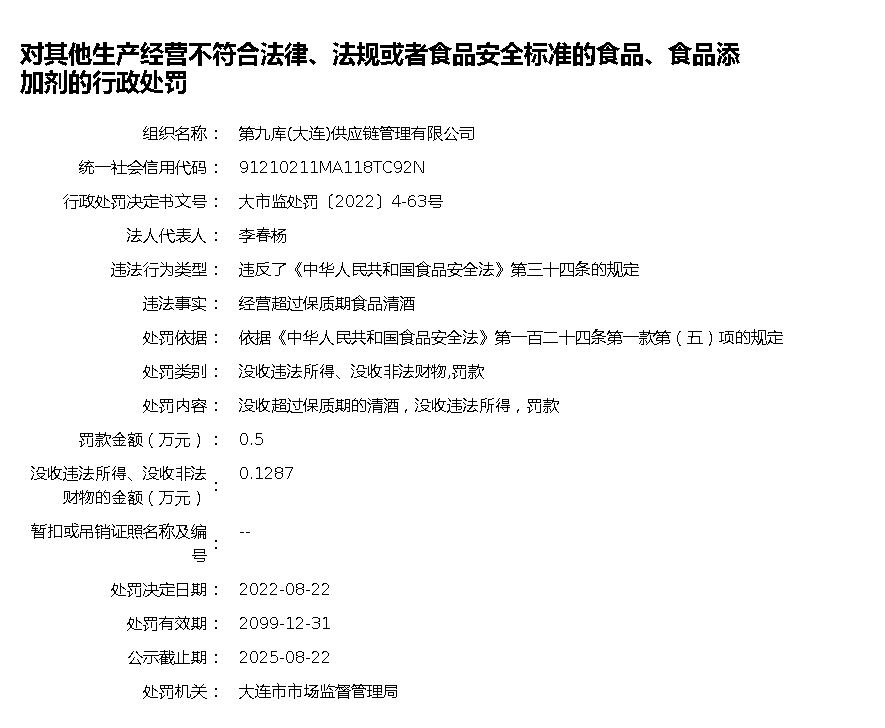 对其他生产经营不符合法律、法规或者食品安全标准的食品、食品添
加剂的行政处罚
组织名称： 第九库(大连)供应链管理有限公司
统一社会信用代码： 91210211MA118TC92N
行政处罚决定书文号： 大市监处罚〔2022〕4-63号
法人代表人： 李春杨
违法行为类型： 违反了《中华人民共和国食品安全法》第三十四条的规定
违法事实： 经营超过保质期食品清酒
处罚依据： 依据《中华人民共和国食品安全法》第一百二十四条第一款第（五）项的规定
处罚类别： 没收违法所得、没收非法财物,罚款
处罚内容： 没收超过保质期的清酒，没收违法所得，罚款
罚款金额（万元）： 0.5
没收违法所得、没收非法
财物的金额（万元）： 0.1287
暂扣或吊销证照名称及编
号： --
处罚决定日期： 2022-08-22
处罚有效期： 2099-12-31
公示截止期： 2025-08-22
处罚机关： 大连市市场监督管理局